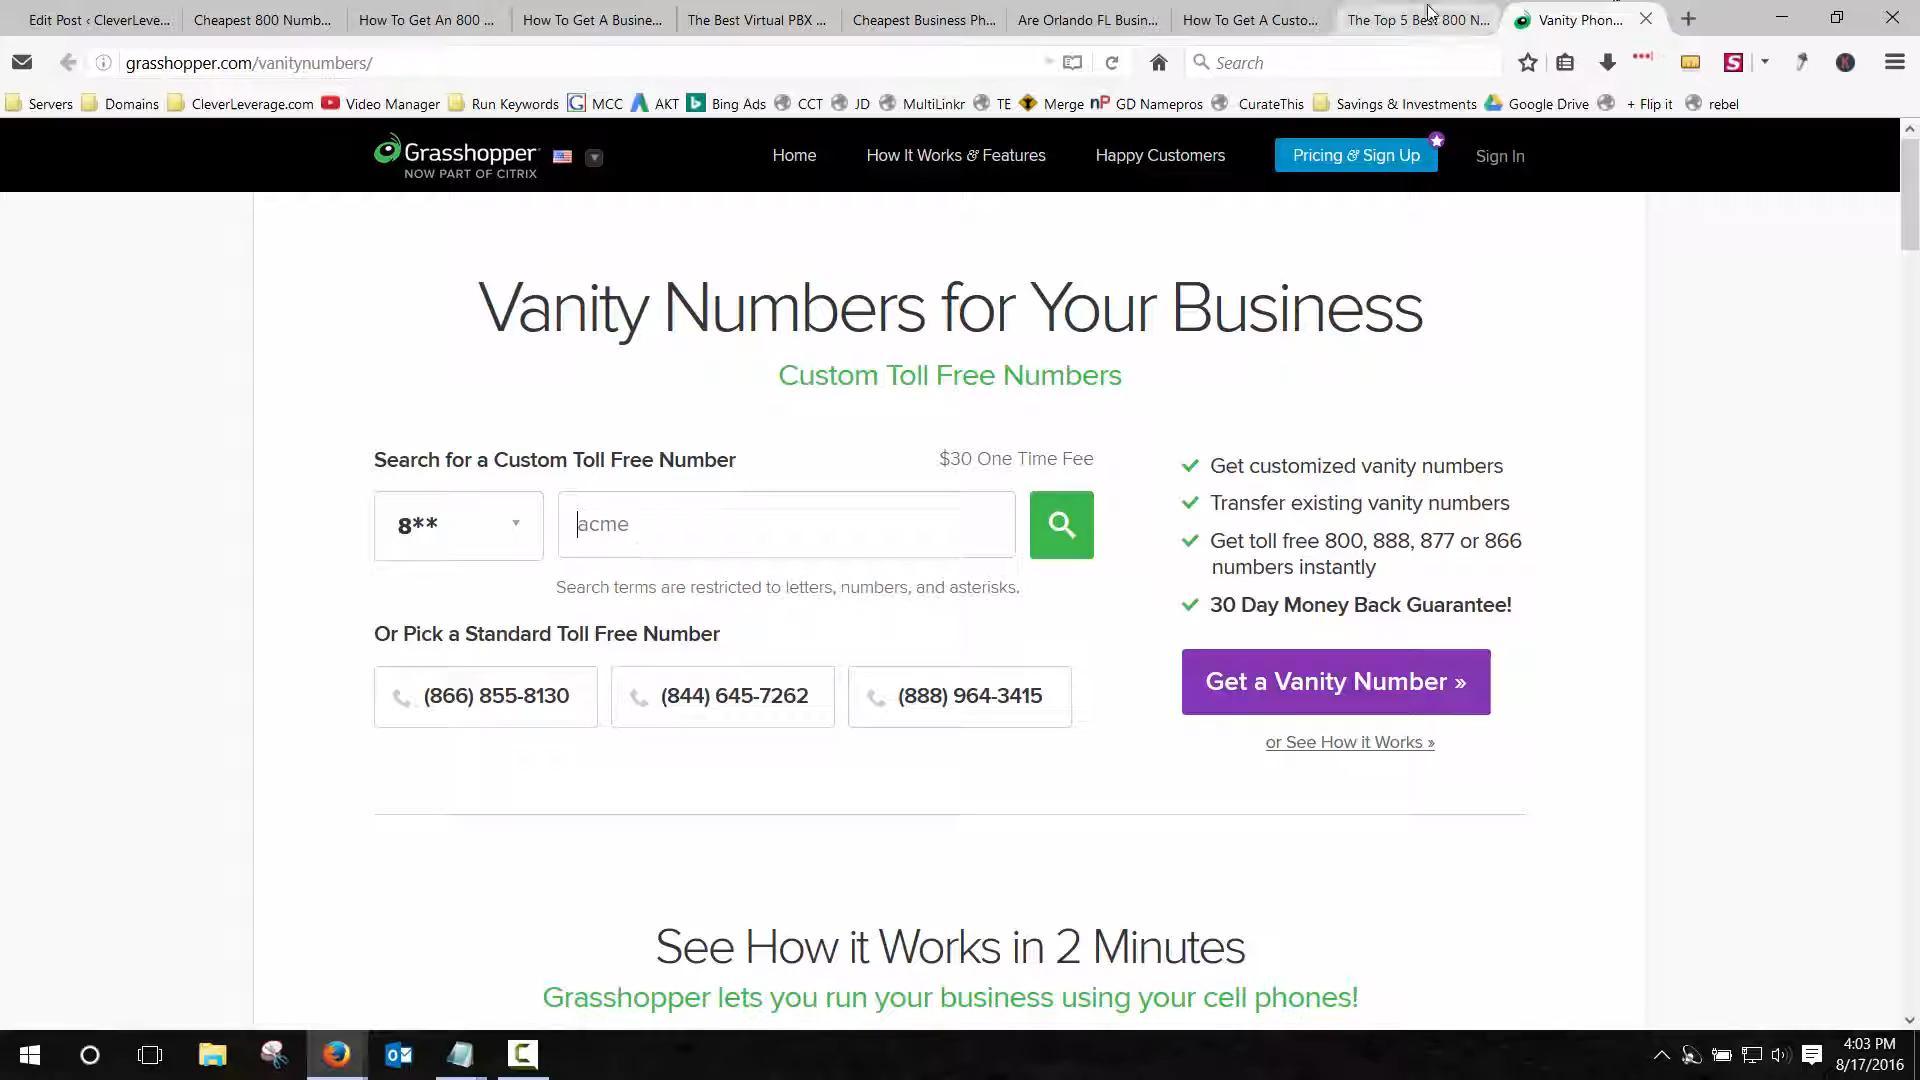 Edit Post ‹ CleverLeve...
Cheapest 800 Numb...
How To Get An 800 ...
How To Get A Busine...
The Best Virtual PBX ...
Cheapest Business Ph...
Are Orlando FL Busin...
How To Get A Custo...
The Top 5 Best 800 N...
Vanity Phon...
grasshopper.com/vanitynumbers/
Search
Servers
Domains
CleverLeverage.com
Video Manager
Run Keywords
MCC
AKT
Bing Ads
CCT
JD
MultiLinkr
TE
Merge
GD Namepros
CurateThis
Savings & Investments
Google Drive
+ Flip it
rebel
Grasshopper
NOW PART OF CITRIX
Home
How It Works & Features
Happy Customers
Pricing & Sign Up
Sign In
Vanity Numbers for Your Business
Custom Toll Free Numbers
Search for a Custom Toll Free Number
$30 One Time Fee
8**
acme
Search terms are restricted to letters, numbers, and asterisks.
Or Pick a Standard Toll Free Number
(866) 855-8130
(844) 645-7262
(888) 964-3415
Get customized vanity numbers
Transfer existing vanity numbers
Get toll free 800, 888, 877 or 866
numbers instantly
30 Day Money Back Guarantee!
Get a Vanity Number »
or See How it Works »
See How it Works in 2 Minutes
Grasshopper lets you run your business using your cell phones!
4:03 PM
8/17/2016